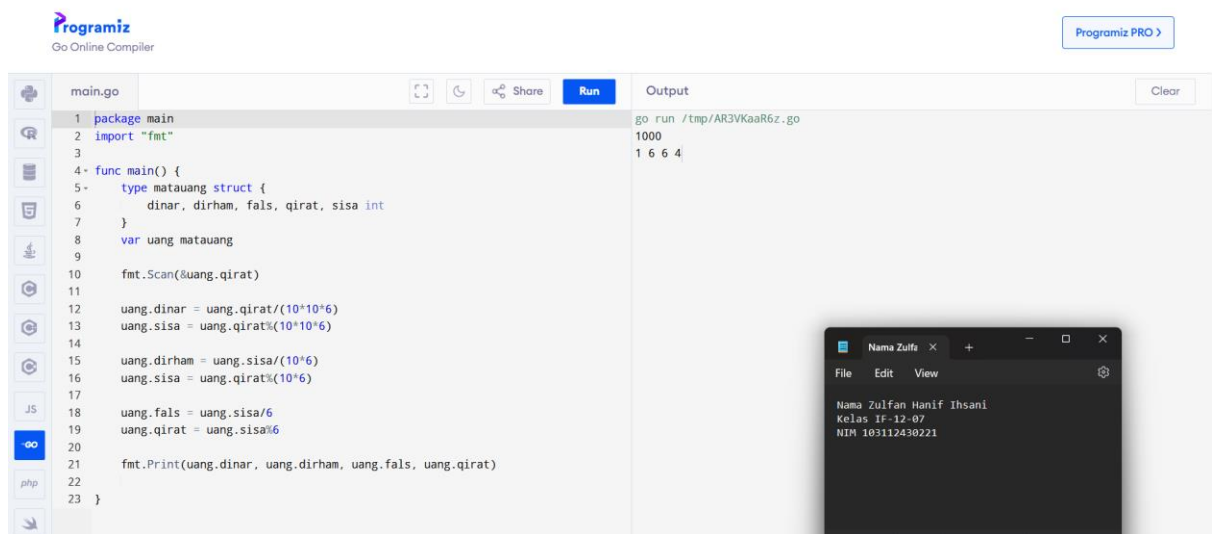 Programiz
Go Online Compiler
Programiz PRO >
main.go
Share
Run
Output
Clear
1 package main
2 import "fmt"
3
4 func main() {
5     type matauang struct {
6         dinar, dirham, fals, qirat, sisa int
7     }
8     var uang matauang
9
10     fmt.Scan(&uang.qirat)
11
12     uang.dinar = uang.qirat/(10*10*6)
13     uang.sisa = uang.qirat%(10*10*6)
14
15     uang.dirham = uang.sisa/(10*6)
16     uang.sisa = uang.qirat%(10*6)
17
18     uang.fals = uang.sisa/6
19     uang.qirat = uang.sisa%6
20
21     fmt.Print(uang.dinar, uang.dirham, uang.fals, uang.qirat)
22
23 }
JS
GO
php
go run /tmp/AR3VKaaR6z.go
1000
1 6 6 4
Nama Zulfa
File Edit View
Nama Zulfan Hanif Ihsani
Kelas IF-12-07
NIM 103112430221